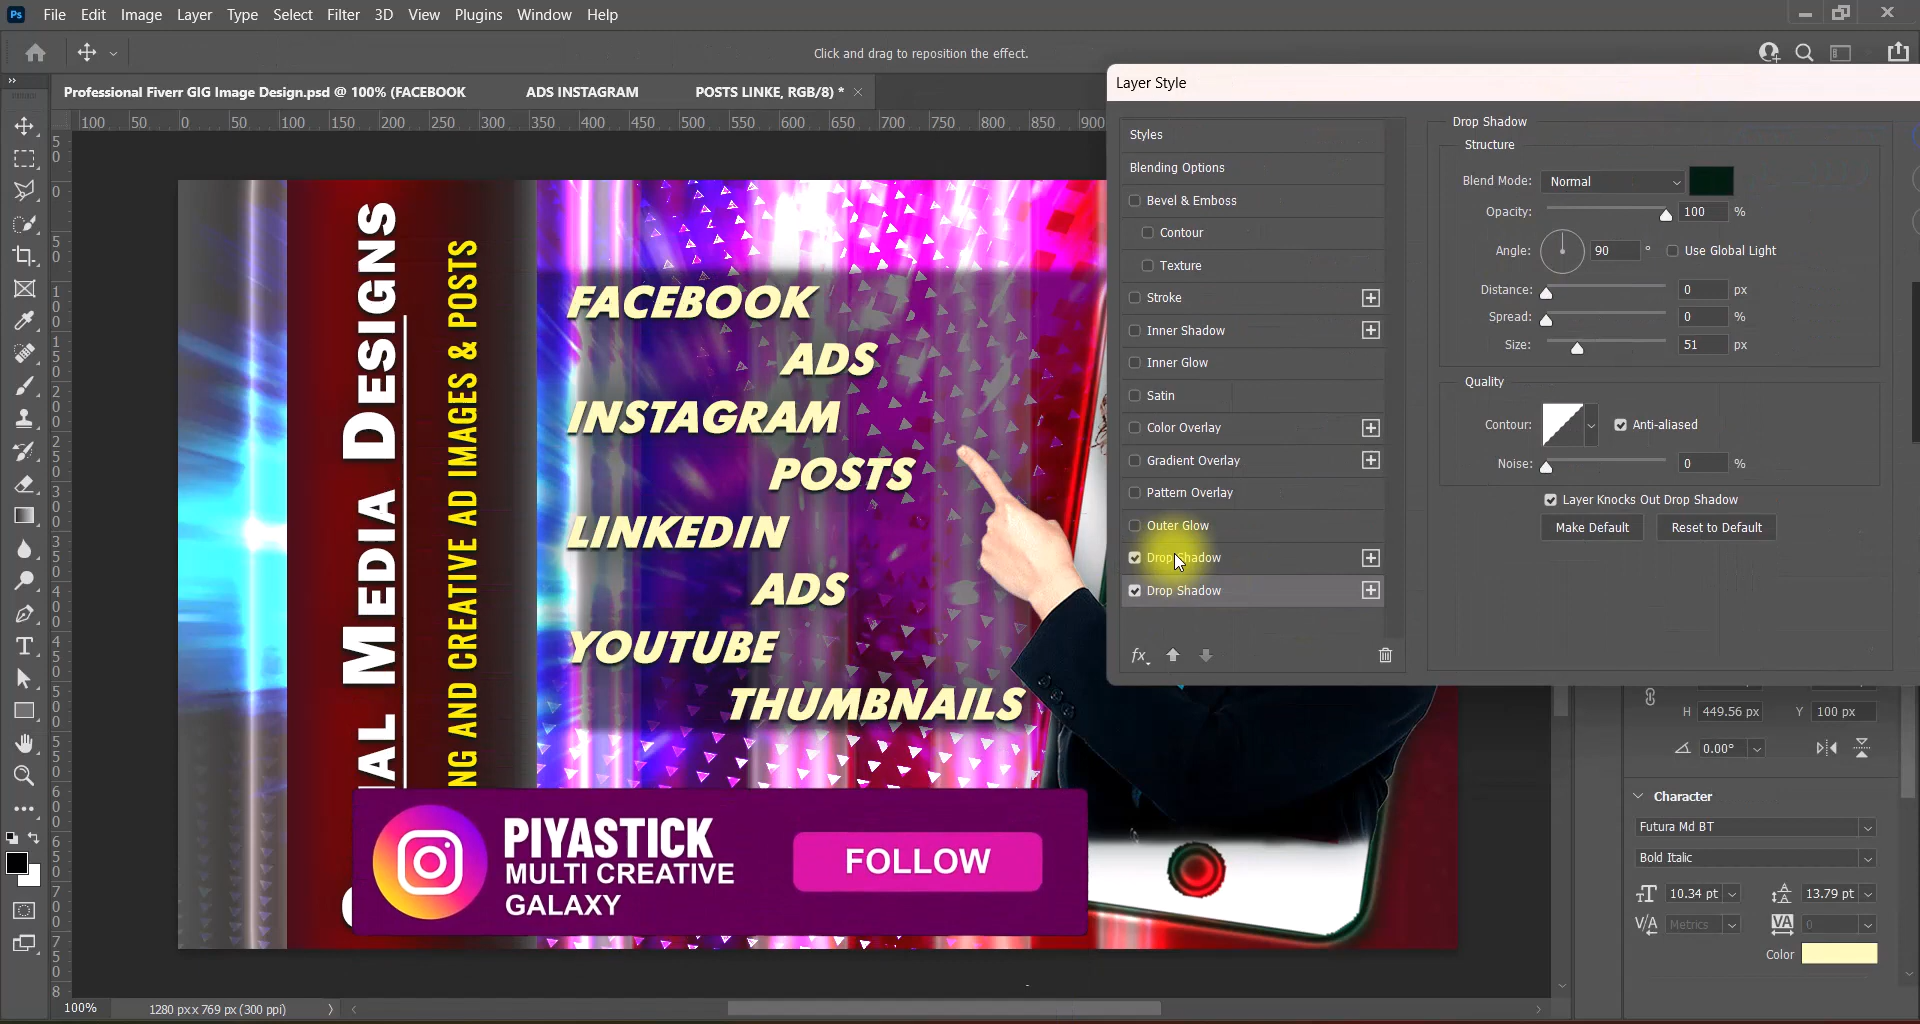 Ps File Edit Image Layer Type Select Filter 3D View Plugins Window Help
Click and drag to reposition the effect.
Professional Fiverr GIG Image Design.psd @ 100% (FACEBOOK ADS INSTAGRAM POSTS LINKE, RGB/8) *
100 50 0 50 100 150 200 250 300 350 400 450 500 550 600 650 700 750 800 850 900
Layer Style
Styles
Blending Options
Bevel & Emboss
Contour
Texture
Stroke
Inner Shadow
Inner Glow
Satin
Color Overlay
Gradient Overlay
Pattern Overlay
Outer Glow
Drop Shadow
Drop Shadow
fx
Drop Shadow
Structure
Blend Mode: Normal
Opacity: 100 %
Angle: 90 ° Use Global Light
Distance: 0 px
Spread: 0 %
Size: 51 px
Quality
Contour: Anti-aliased
Noise: 0 %
Layer Knocks Out Drop Shadow
Make Default Reset to Default
MEDIA DESIGNS
AND CREATIVE AD IMAGES & POSTS
FACEBOOK
ADS
INSTAGRAM
POSTS
LINKEDIN
ADS
YOUTUBE
THUMBNAILS
PIYASTICK
MULTI CREATIVE
GALAXY
FOLLOW
H 449.56 px Y 100 px
0.00°
Character
Futura Md BT
Bold Italic
10.34 pt 13.79 pt
Metrics 0
Color
100% 1280 px x 769 px (300 ppi)